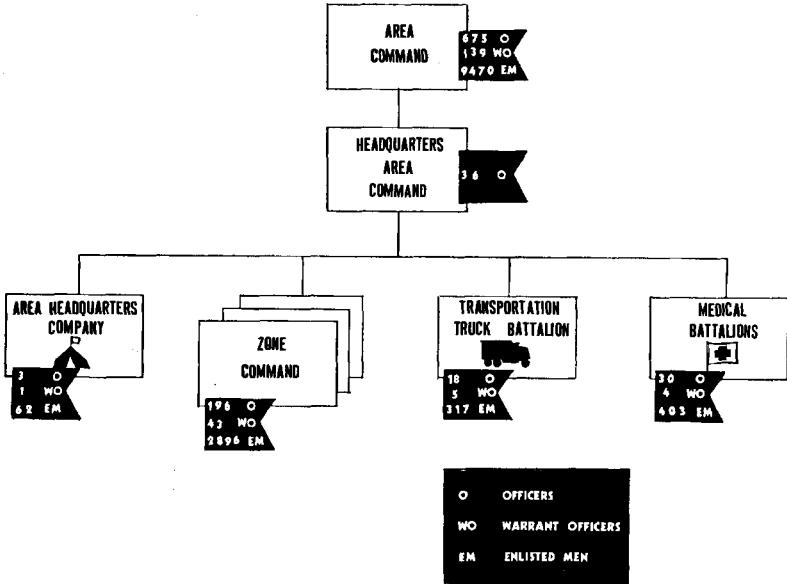 AREA
COMMAND
675 O
139 WO
9470 EM
HEADQUARTERS
AREA
COMMAND
36 O
AREA HEADQUARTERS
COMPANY
3 O
1 WO
62 EM
ZONE
COMMAND
196 O
43 WO
2896 EM
TRANSPORTATION
TRUCK BATTALION
18 O
5 WO
317 EM
MEDICAL
BATTALIONS
30 O
4 WO
403 EM
O OFFICERS
WO WARRANT OFFICERS
EM ENLISTED MEN